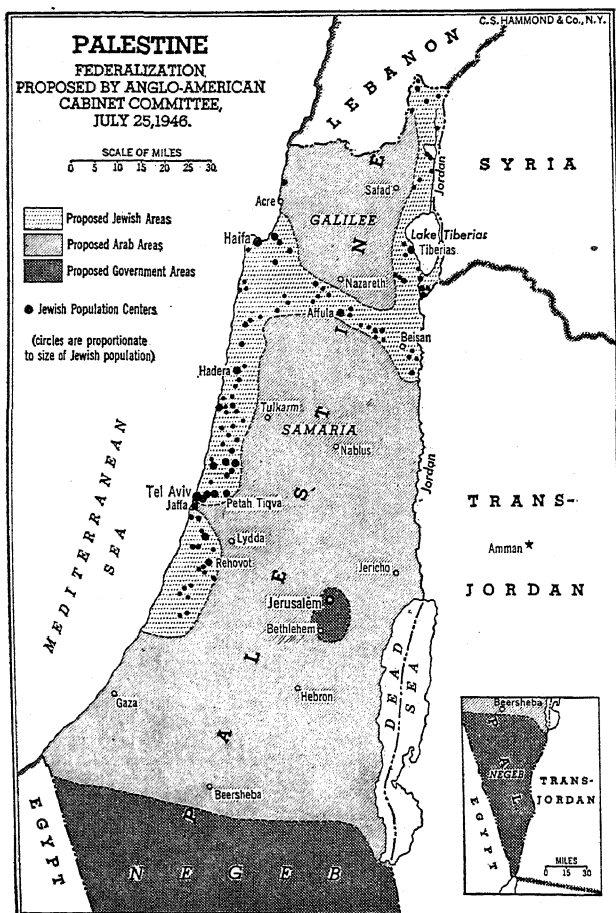 C.S. HAMMOND & Co., N.Y.
PALESTINE
FEDERALIZATION
PROPOSED BY ANGLO-AMERICAN
CABINET COMMITTEE,
JULY 25, 1946.
SCALE OF MILES
0 5 10 15 20 25 30
Proposed Jewish Areas
Proposed Arab Areas
Proposed Government Areas
Jewish Population Centers
(circles are proportionate
to size of Jewish population)
LEBANON
SYRIA
Jordan
Safad
Acre
GALILEE
Lake Tiberias
Haifa
Tiberias
Nazareth
Affula
Beisan
Hadera
Tulkarm
SAMARIA
Nablus
Jordan
Tel Aviv
Jaffa
Petah Tiqva
TRANS-
JORDAN
Amman
Lydda
Rehovot
Jericho
Jerusalem
Bethlehem
MEDITERRANEAN
SEA
DEAD
SEA
Hebron
Gaza
Beersheba
PALESTINE
EGYPT
NEGEB
Beersheba
PAL.
NEGEB
TRANS-
JORDAN
EGYPT
MILES
0 15 30